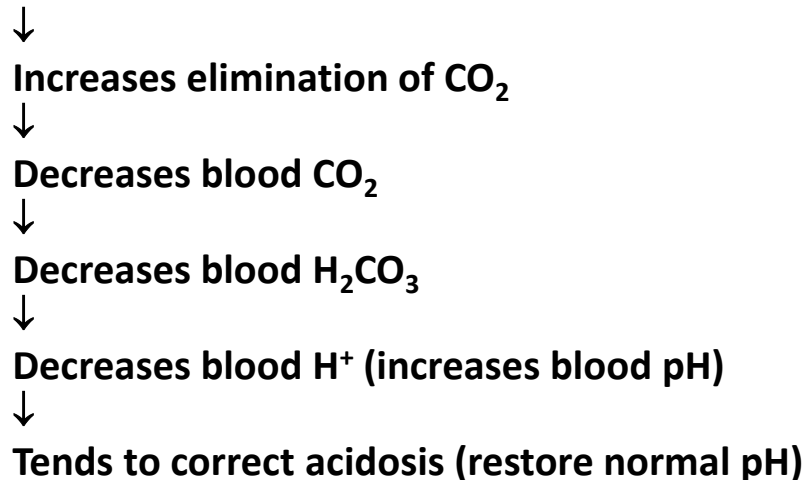 ↓
Increases elimination of CO₂
↓
Decreases blood CO₂
↓
Decreases blood H₂CO₃
↓
Decreases blood H⁺ (increases blood pH)
↓
Tends to correct acidosis (restore normal pH)